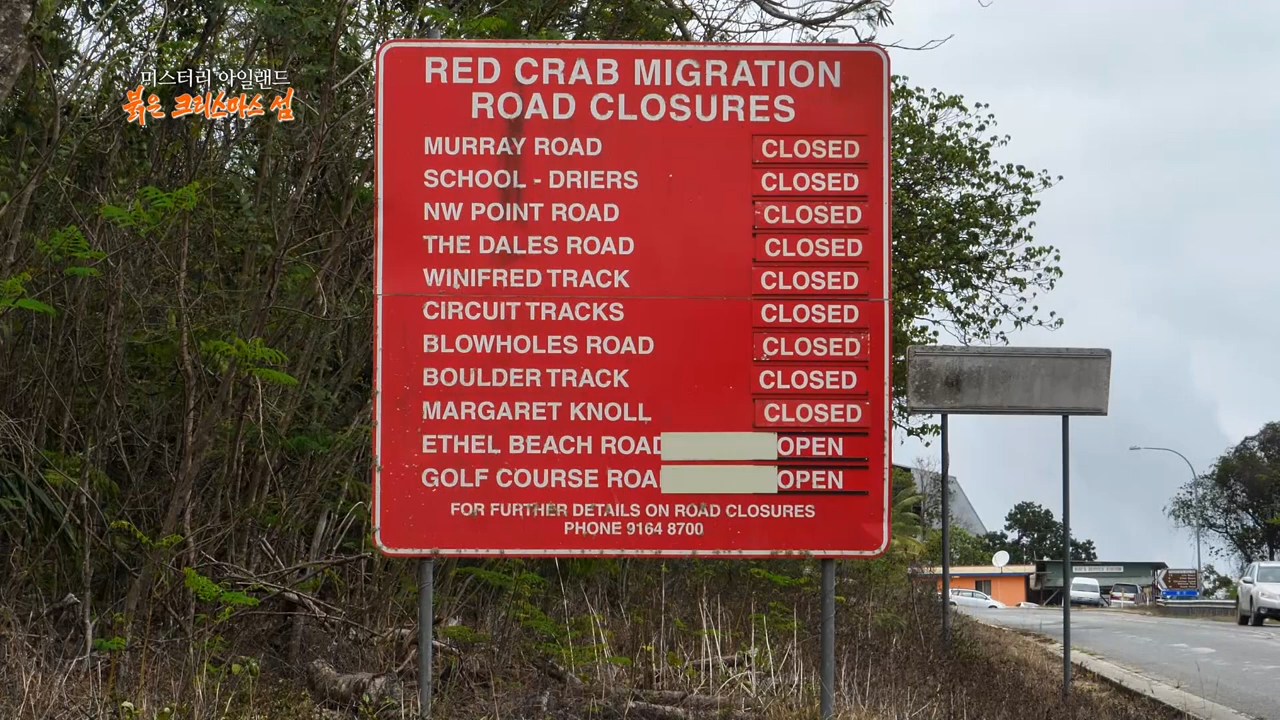 미스터리 아일랜드
붉은 크리스마스 섬
RED CRAB MIGRATION
ROAD CLOSURES
MURRAY ROAD CLOSED
SCHOOL - DRIERS CLOSED
NW POINT ROAD CLOSED
THE DALES ROAD CLOSED
WINIFRED TRACK CLOSED
CIRCUIT TRACKS CLOSED
BLOWHOLES ROAD CLOSED
BOULDER TRACK CLOSED
MARGARET KNOLL CLOSED
ETHEL BEACH ROAD OPEN
GOLF COURSE ROA OPEN
FOR FURTHER DETAILS ON ROAD CLOSURES
PHONE 9164 8700